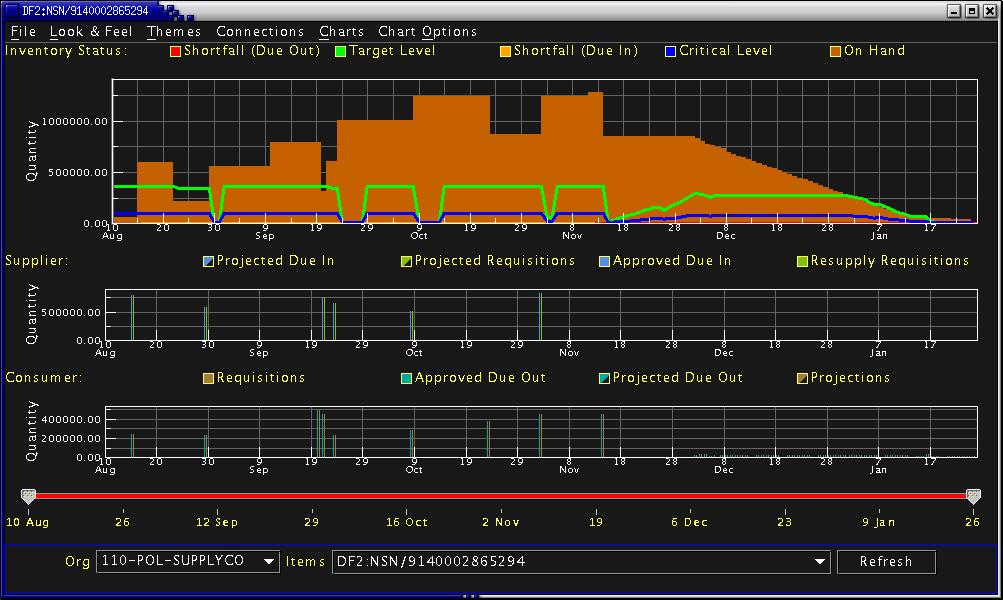 DF2:NSN/9140002865294
File Look & Feel Themes Connections Charts Chart Options
Inventory Status: Shortfall (Due Out) Target Level Shortfall (Due In) Critical Level On Hand
Quantity
1000000.00
500000.00
0.00
10 20 30 9 19 29 9 19 29 8 18 28 8 18 28 7 17
Aug Sep Oct Nov Dec Jan
Supplier: Projected Due In Projected Requisitions Approved Due In Resupply Requisitions
Quantity
500000.00
0.00
10 20 30 9 19 29 9 19 29 8 18 28 8 18 28 7 17
Aug Sep Oct Nov Dec Jan
Consumer: Requisitions Approved Due Out Projected Due Out Projections
Quantity
400000.00
200000.00
0.00
10 20 30 9 19 29 9 19 29 8 18 28 8 18 28 7 17
Aug Sep Oct Nov Dec Jan
10 Aug 26 12 Sep 29 16 Oct 2 Nov 19 6 Dec 23 9 Jan 26
Org 110-POL-SUPPLYCO Items DF2:NSN/9140002865294 Refresh